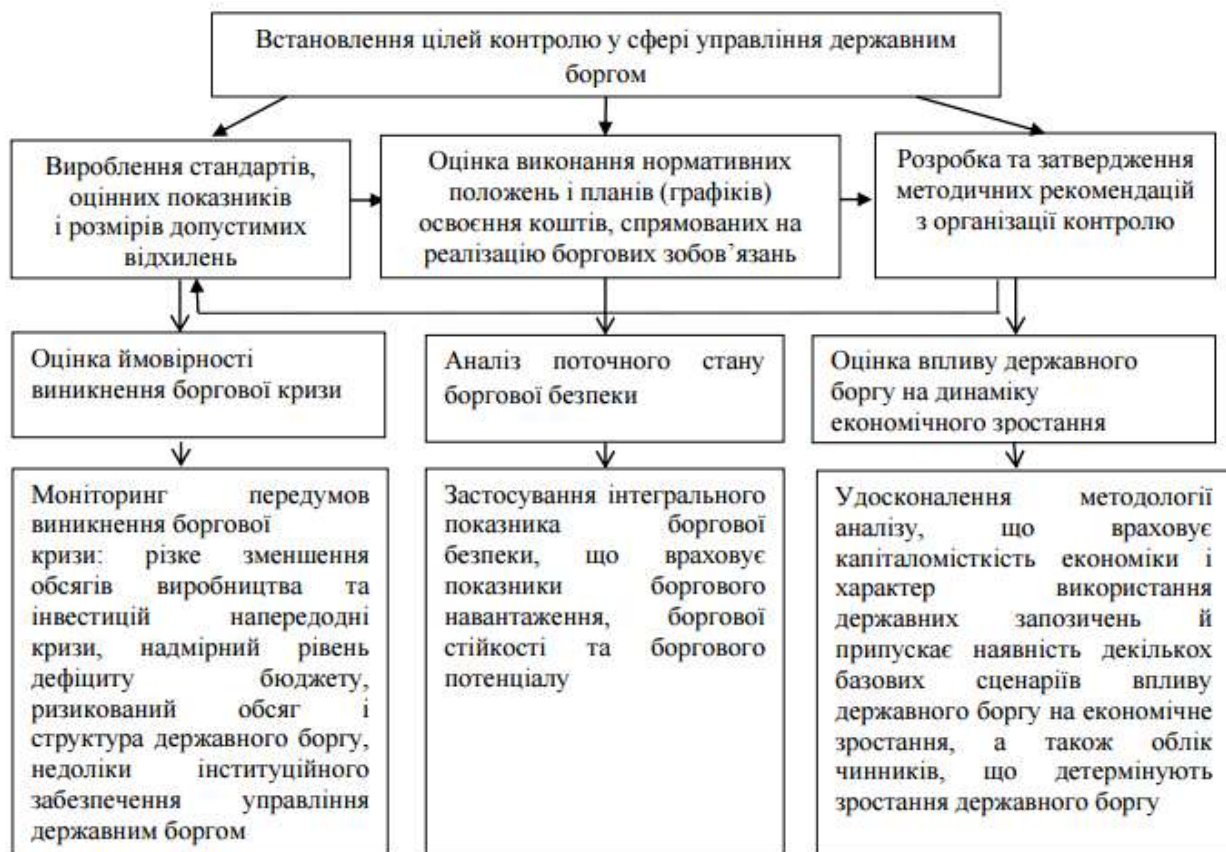 Встановлення цілей контролю у сфері управління державним
боргом
Вироблення стандартів,
оцінних показників
і розмірів допустимих
відхилень
Оцінка виконання нормативних
положень і планів (графіків)
освоєння коштів, спрямованих на
реалізацію боргових зобов’язань
Розробка та затвердження
методичних рекомендацій
з організації контролю
Оцінка ймовірності
виникнення боргової кризи
Аналіз поточного стану
боргової безпеки
Оцінка впливу державного
боргу на динаміку
економічного зростання
Моніторинг передумов
виникнення боргової
кризи: різке зменшення
обсягів виробництва та
інвестицій напередодні
кризи, надмірний рівень
дефіциту бюджету,
ризикований обсяг і
структура державного боргу,
недоліки інституційного
забезпечення управління
державним боргом
Застосування інтегрального
показника боргової
безпеки, що враховує
показники боргового
навантаження, боргової
стійкості та боргового
потенціалу
Удосконалення методології
аналізу, що враховує
капіталомісткість економіки і
характер використання
державних запозичень й
припускає наявність декількох
базових сценаріїв впливу
державного боргу на економічне
зростання, а також облік
чинників, що детермінують
зростання державного боргу